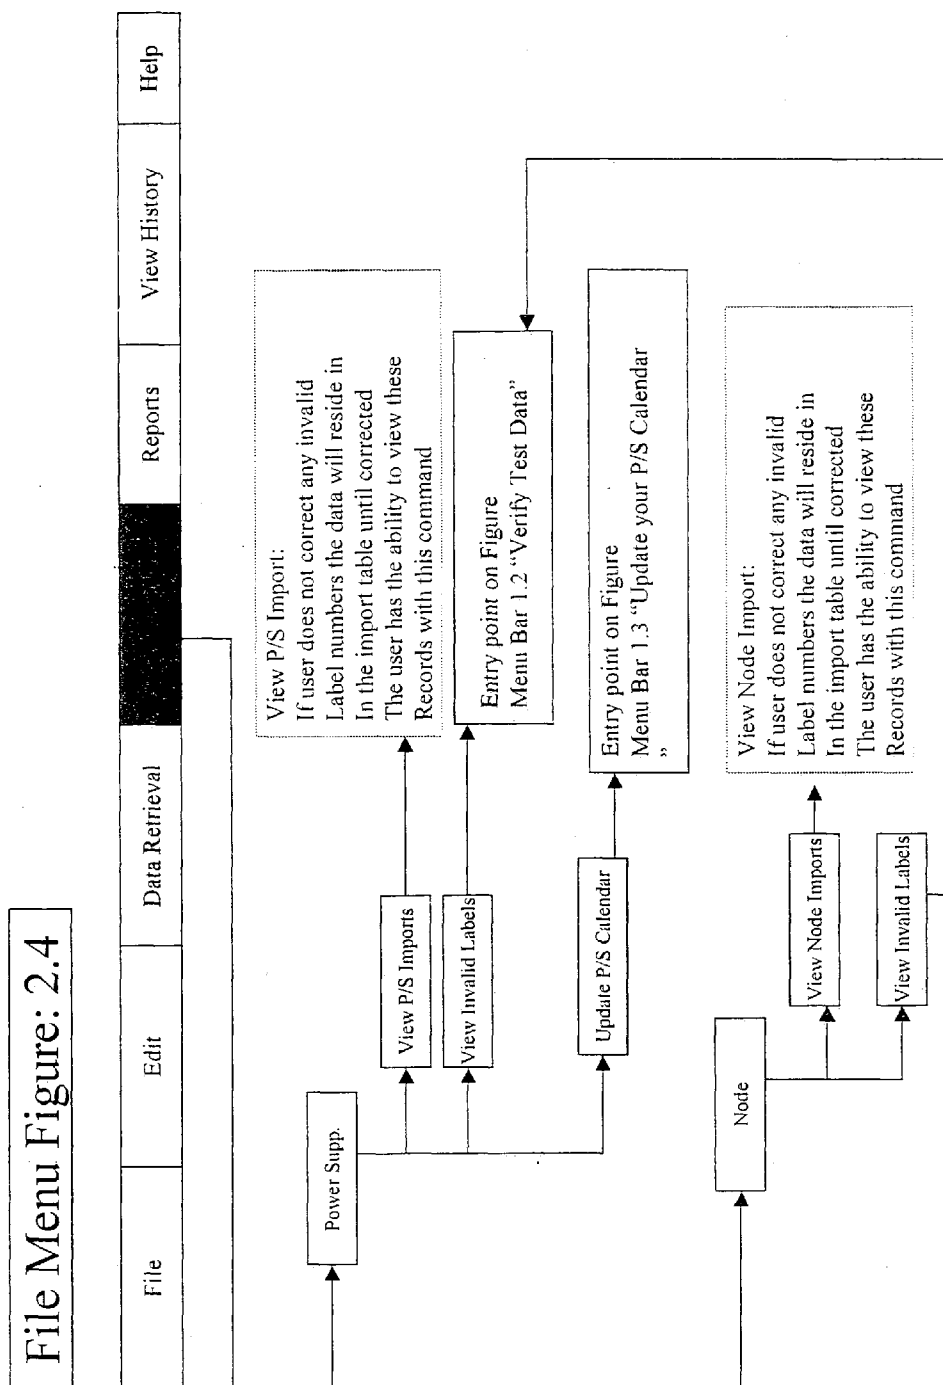 File Menu Figure: 2.4
File
Edit
Data Retrieval
Reports
View History
Help
Power Supp.
View P/S Imports
View P/S Import:
If user does not correct any invalid
Label numbers the data will reside in
In the import table until corrected
The user has the ability to view these
Records with this command
View Invalid Labels
Entry point on Figure
Menu Bar 1.2 “Verify Test Data”
Update P/S Calendar
Entry point on Figure
Menu Bar 1.3 “Update your P/S Calendar
”
Node
View Node Imports
View Node Import:
If user does not correct any invalid
Label numbers the data will reside in
In the import table until corrected
The user has the ability to view these
Records with this command
View Invalid Labels